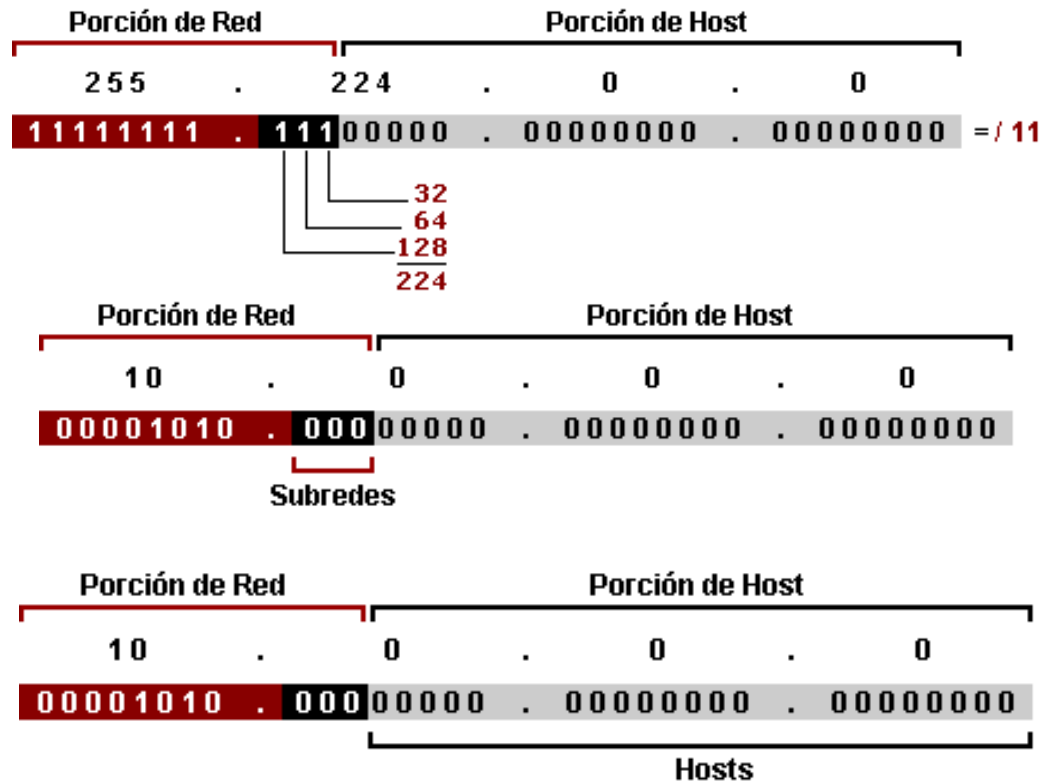 Porción de Red Porción de Host
255 . 224 . 0 . 0
11111111 . 11100000 . 00000000 . 00000000 = / 11
32
64
128
224
Porción de Red Porción de Host
10 . 0 . 0 . 0
00001010 . 00000000 . 00000000 . 00000000
Subredes
Porción de Red Porción de Host
10 . 0 . 0 . 0
00001010 . 00000000 . 00000000 . 00000000
Hosts